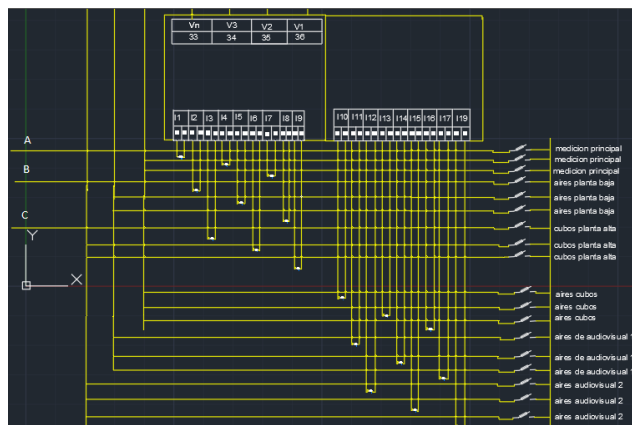 Vn V3 V2 V1
33 34 35 36
I1 I2 I3 I4 I5 I6 I7 I8 I9
I10 I11 I12 I13 I14 I15 I16 I17 I19
A
medicion principal
medicion principal
B
medicion principal
aires planta baja
aires planta baja
aires planta baja
C
cubos planta alta
Y
cubos planta alta
cubos planta alta
X
aires cubos
aires cubos
aires cubos
aires de audiovisual 1
aires de audiovisual 1
aires de audiovisual 1
aires audiovisual 2
aires audiovisual 2
aires audiovisual 2